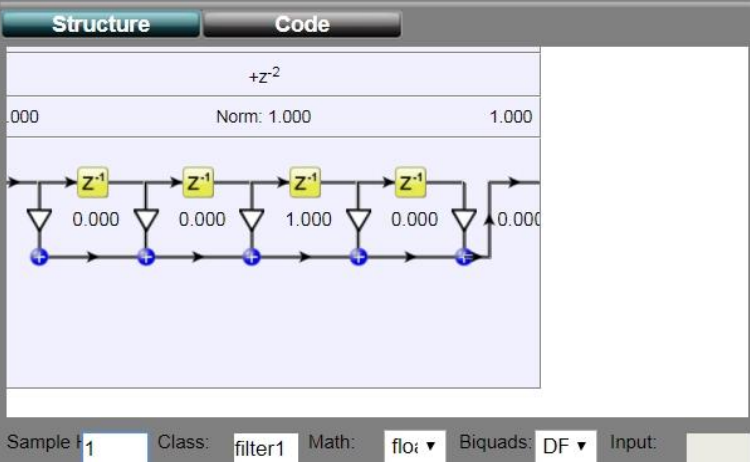 Structure Code
+z-2
.000 Norm: 1.000 1.000
z-1 z-1 z-1 z-1
0.000 0.000 1.000 0.000 0.000
+ + + + +
Sample 1 Class: filter1 Math: floa Biquads: DF Input: